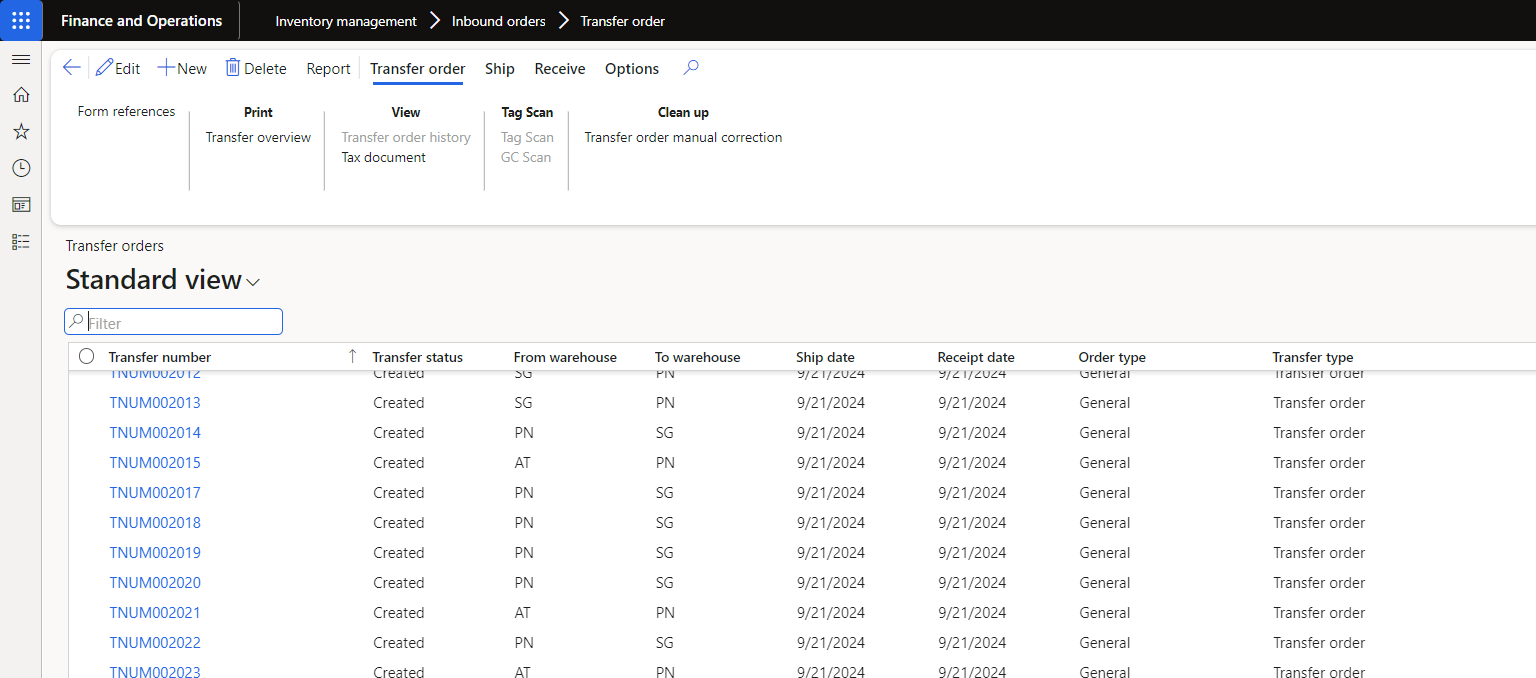 Finance and Operations Inventory management Inbound orders Transfer order
Edit New Delete Report Transfer order Ship Receive Options
Form references Print View Tag Scan Clean up
Transfer overview Transfer order history Tag Scan Transfer order manual correction
Tax document GC Scan
Transfer orders
Standard view
Filter
Transfer number Transfer status From warehouse To warehouse Ship date Receipt date Order type Transfer type
TNUM002012 Created SG PN 9/21/2024 9/21/2024 General Transfer order
TNUM002013 Created SG PN 9/21/2024 9/21/2024 General Transfer order
TNUM002014 Created PN SG 9/21/2024 9/21/2024 General Transfer order
TNUM002015 Created AT PN 9/21/2024 9/21/2024 General Transfer order
TNUM002017 Created PN SG 9/21/2024 9/21/2024 General Transfer order
TNUM002018 Created PN SG 9/21/2024 9/21/2024 General Transfer order
TNUM002019 Created PN SG 9/21/2024 9/21/2024 General Transfer order
TNUM002020 Created PN SG 9/21/2024 9/21/2024 General Transfer order
TNUM002021 Created AT PN 9/21/2024 9/21/2024 General Transfer order
TNUM002022 Created PN SG 9/21/2024 9/21/2024 General Transfer order
TNUM002023 Created AT PN 9/21/2024 9/21/2024 General Transfer order